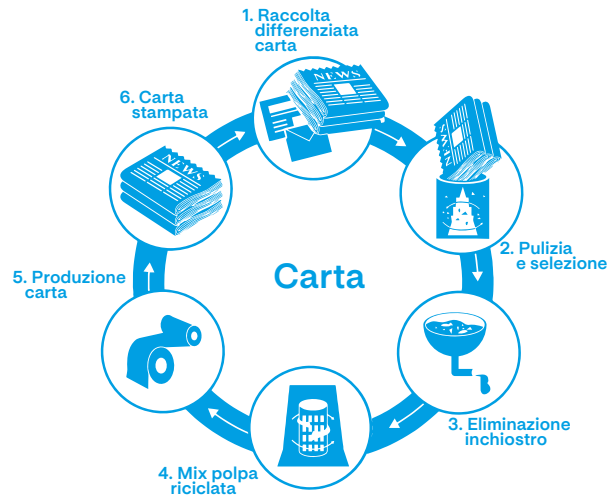 1. Raccolta
differenziata
carta
NEWS
2. Pulizia
e selezione
3. Eliminazione
inchiostro
4. Mix polpa
riciclata
5. Produzione
carta
6. Carta
stampata
NEWS
Carta